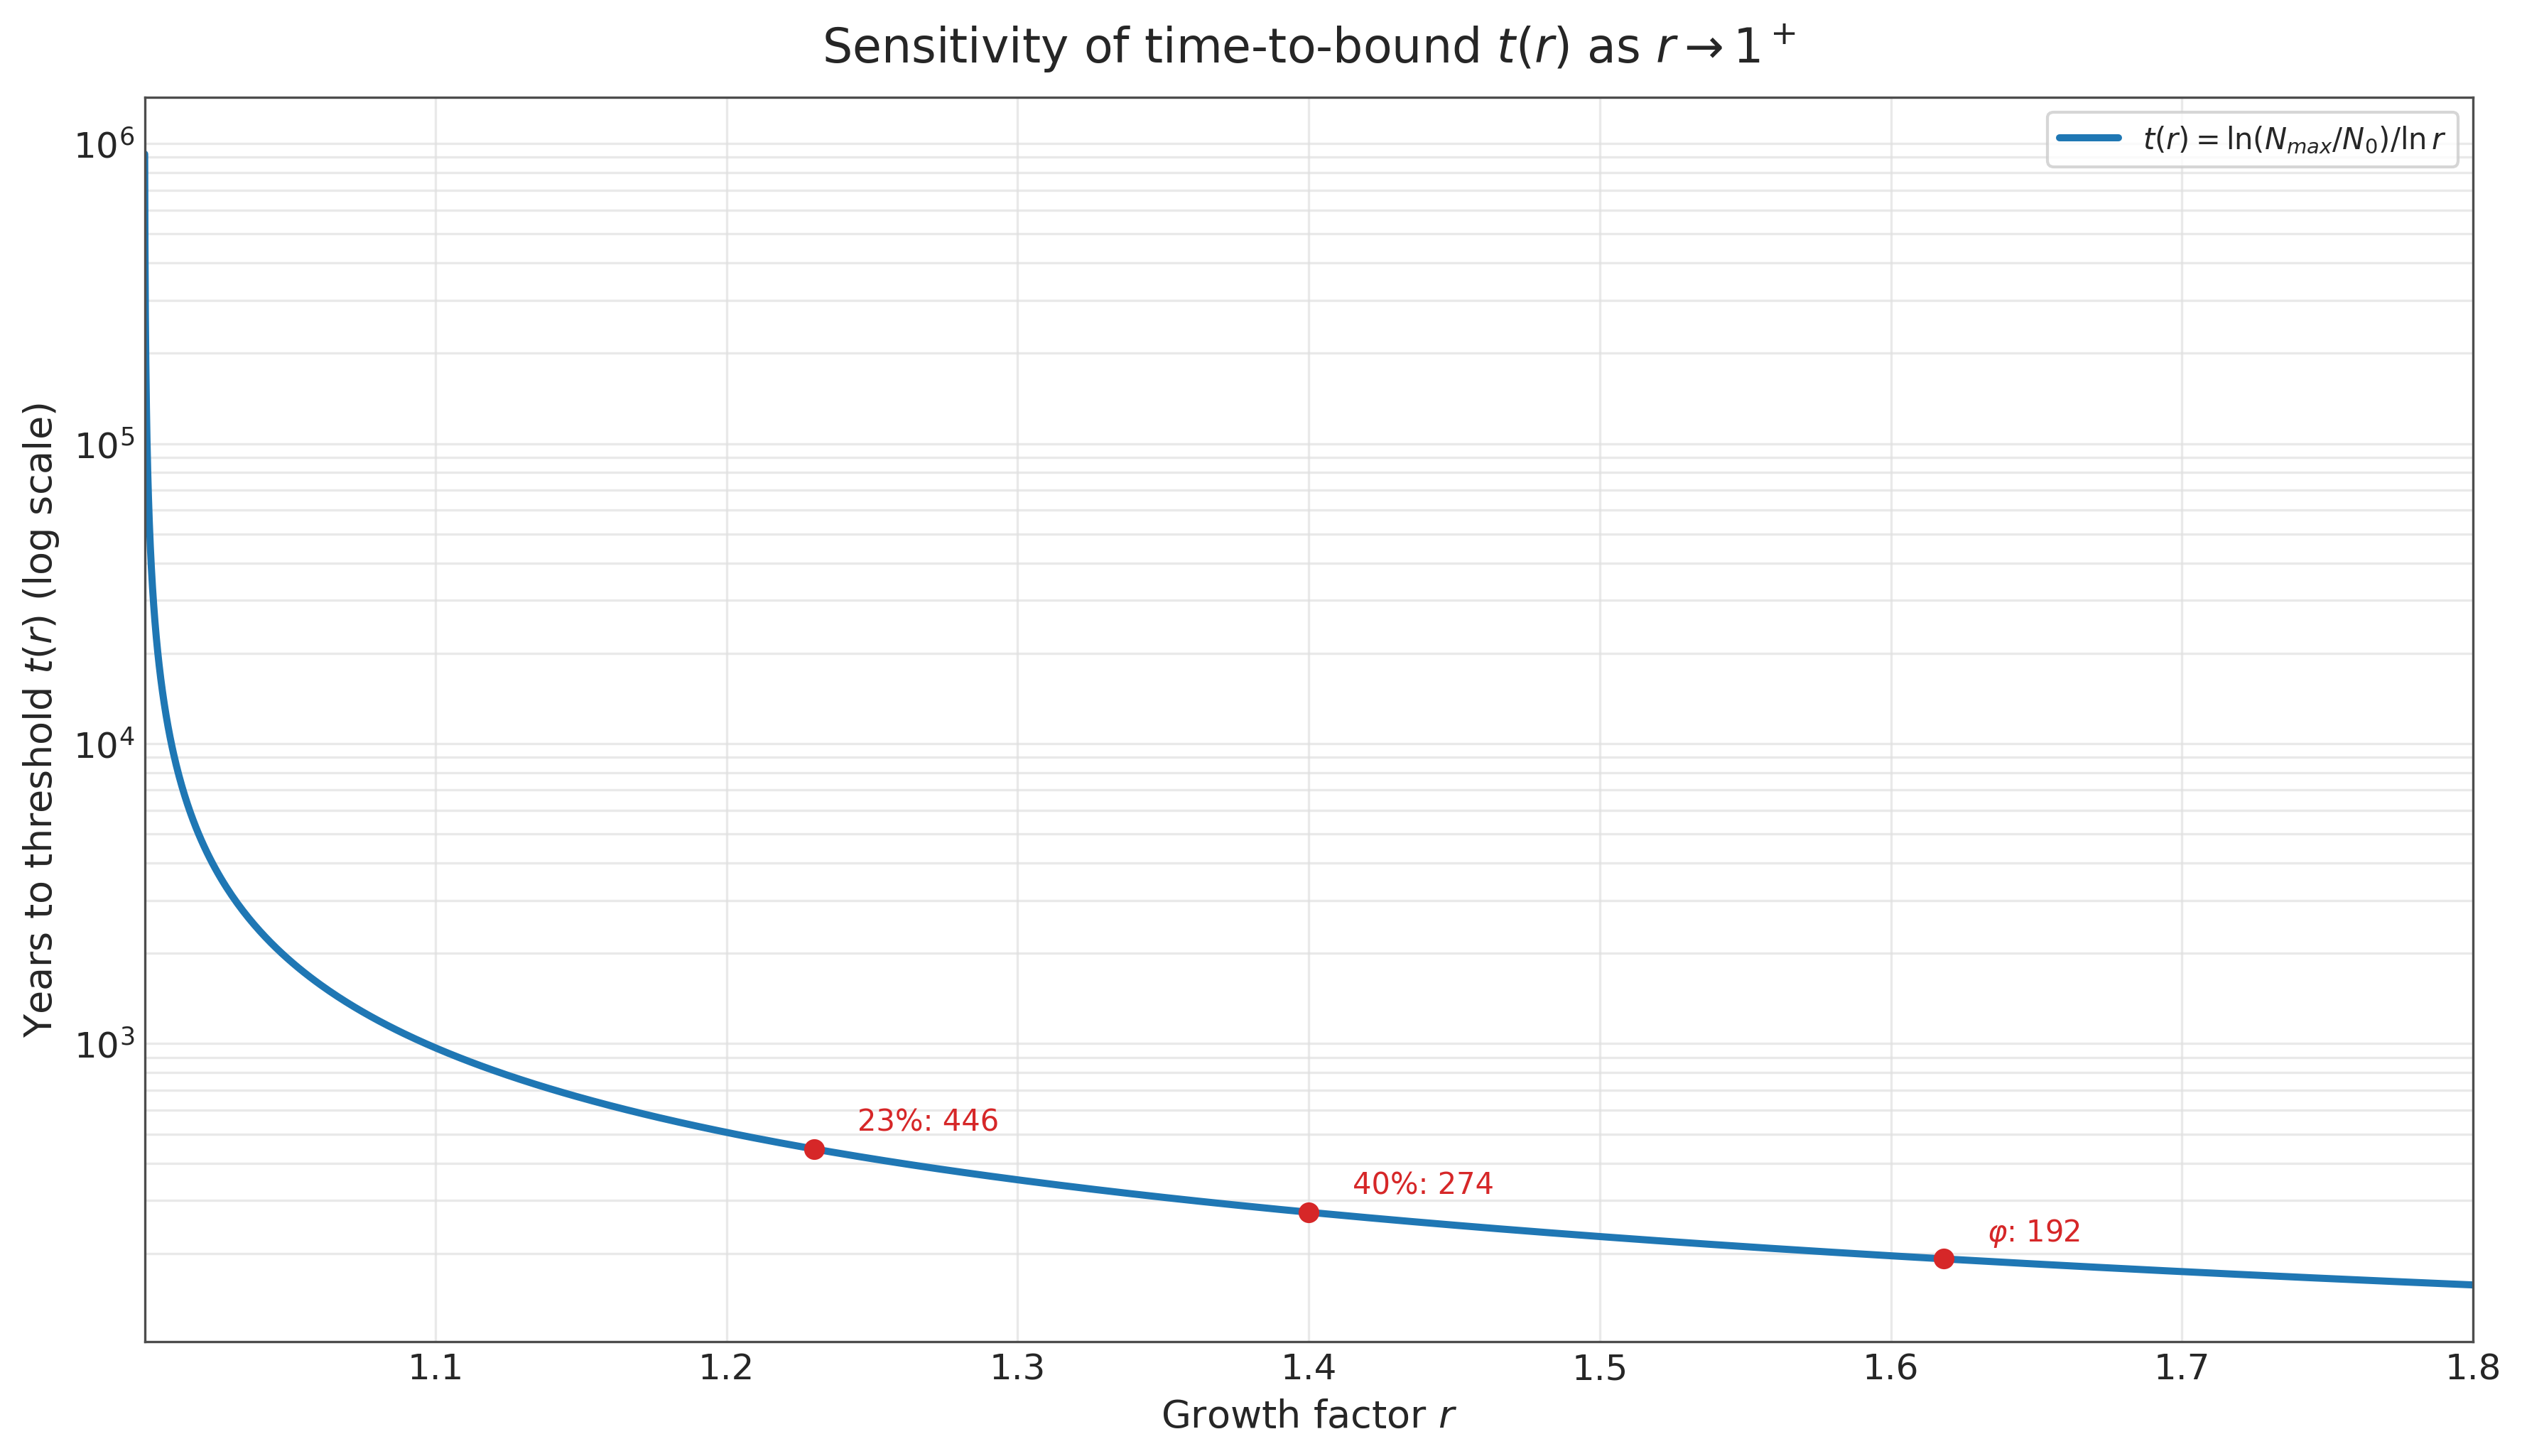 Sensitivity of time-to-bound t(r) as r → 1⁺
t(r) = ln(Nₘₐₓ/N₀)/ln r
Years to threshold t(r) (log scale)
10⁶
10⁵
10⁴
10³
23%: 446
40%: 274
φ: 192
1.1 1.2 1.3 1.4 1.5 1.6 1.7 1.8
Growth factor r